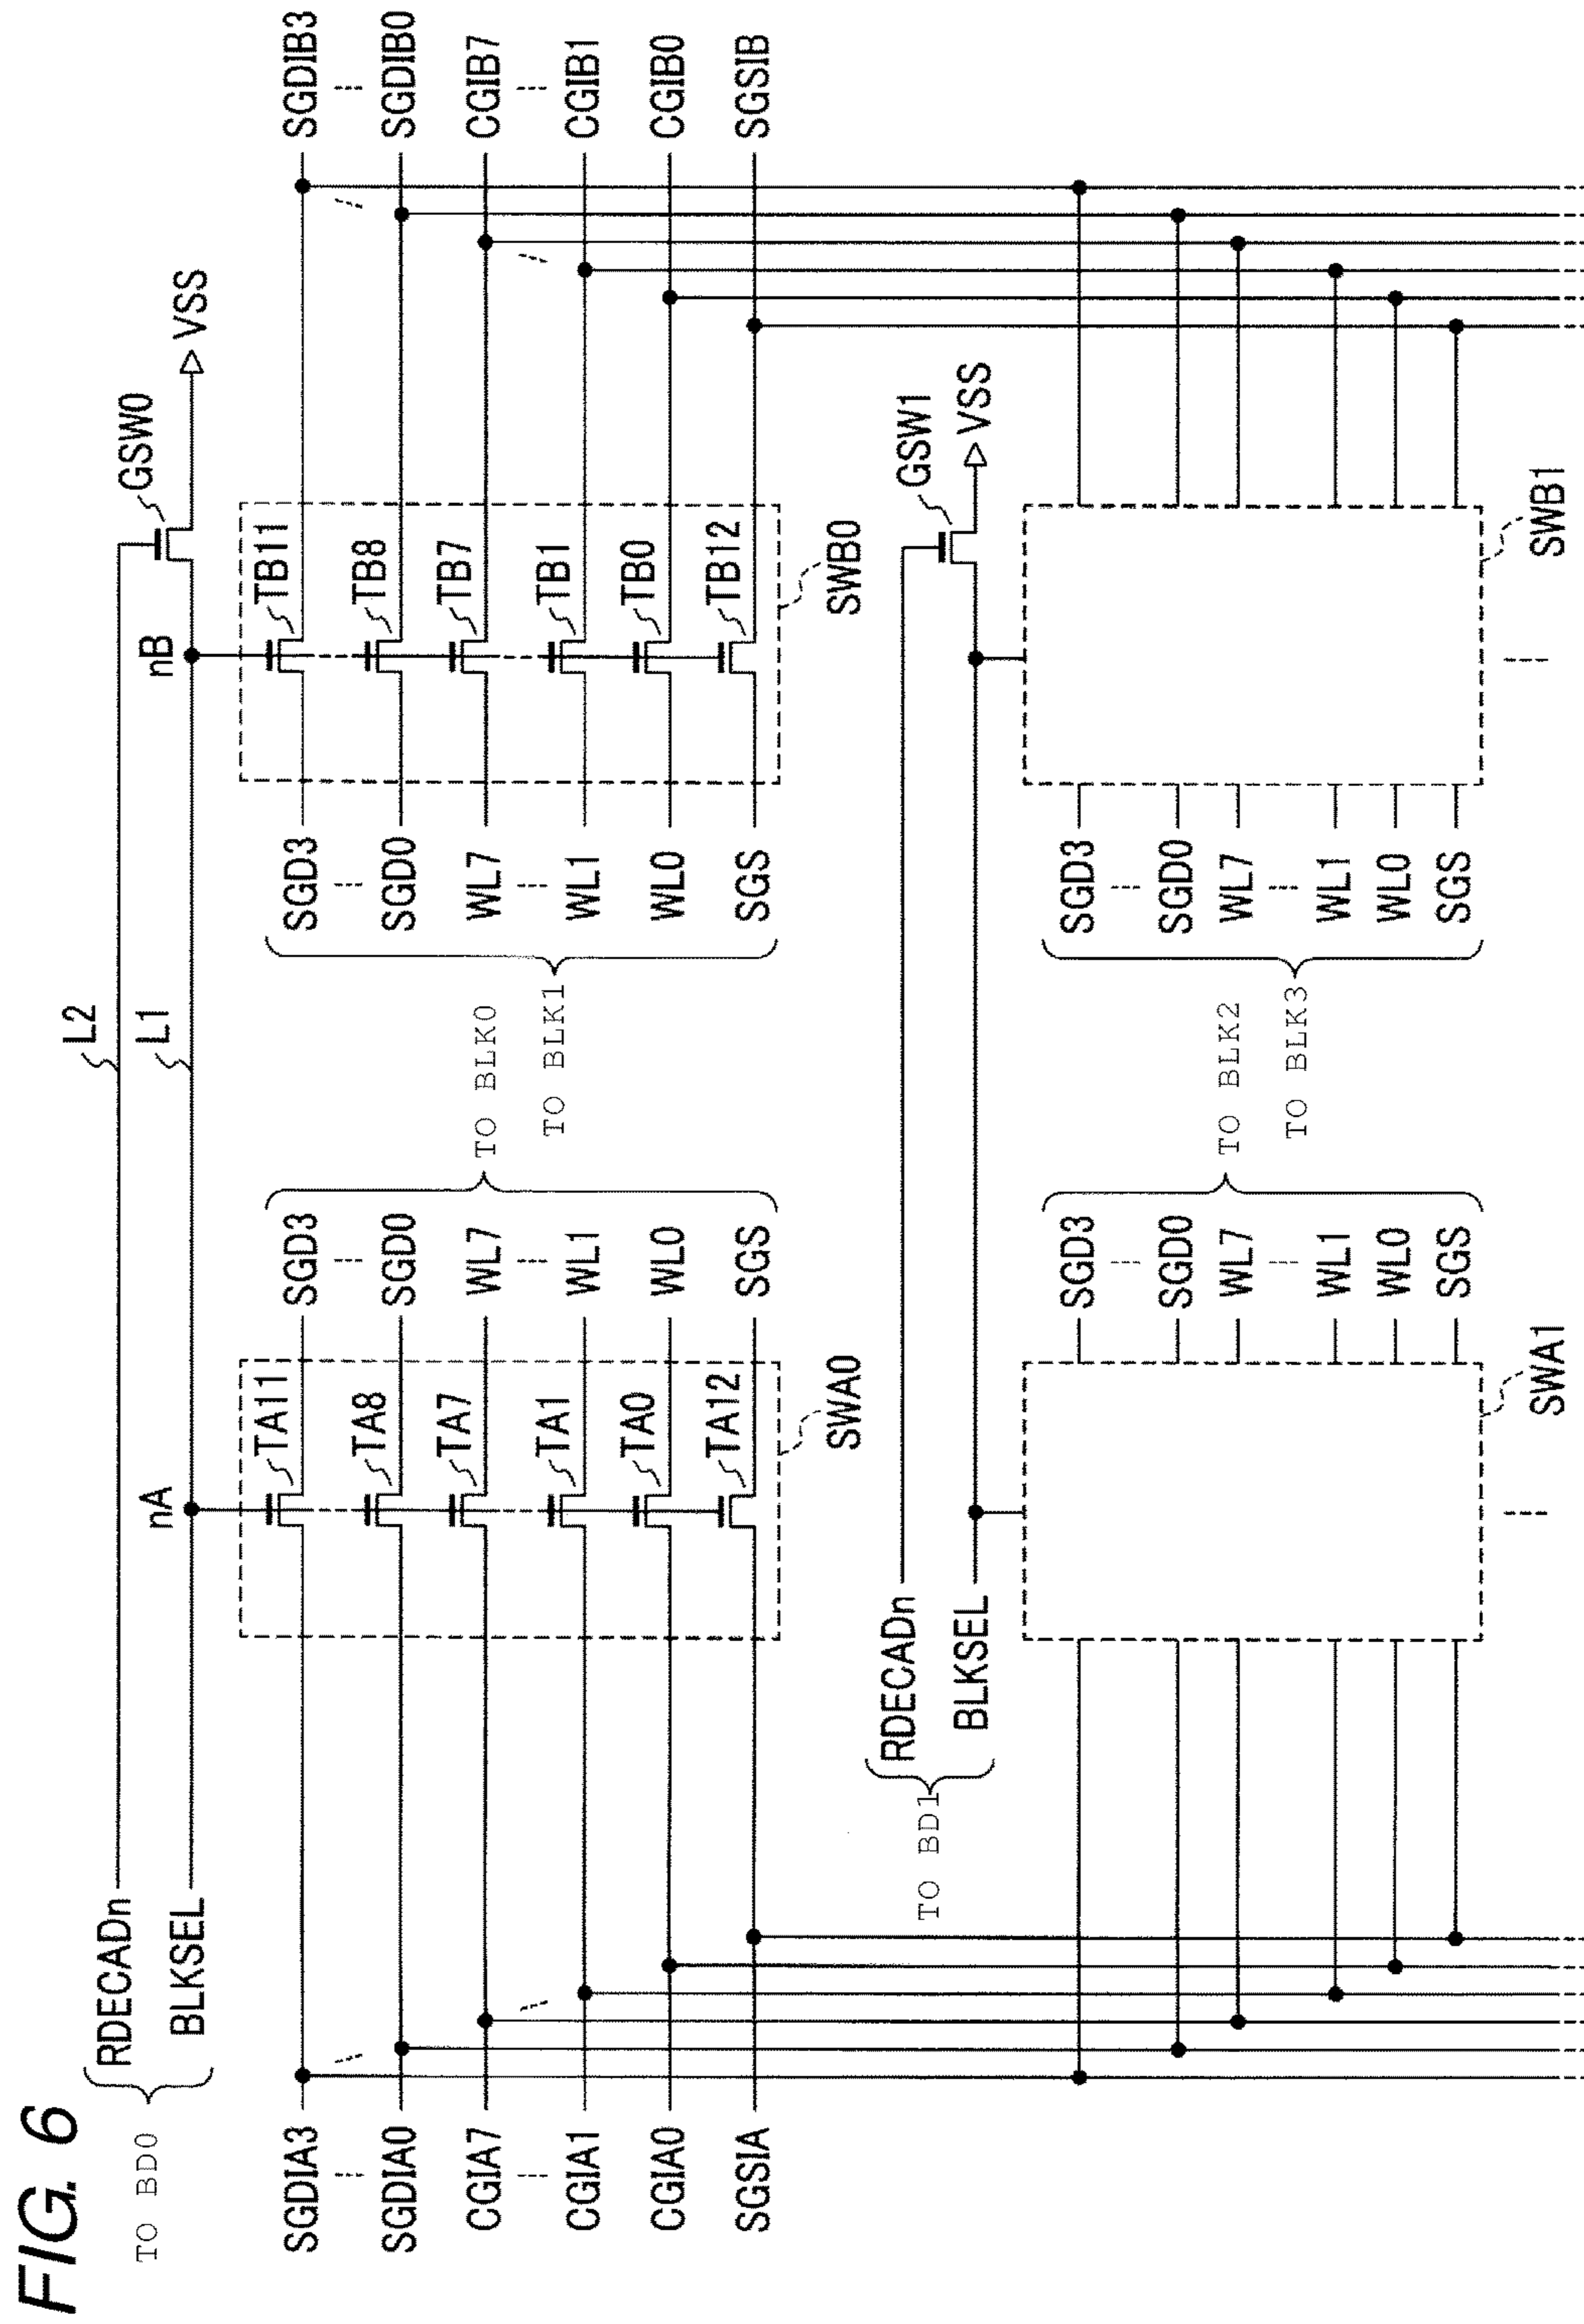 FIG. 6
TO BD0
RDECADn
BLKSEL
L2
L1
nA
nB
GSW0
VSS
SGDIA3
TA11
SGD3
SGD3
TB11
SGDIB3
SGDIA0
TA8
SGD0
SGD0
TB8
SGDIB0
CGIA7
TA7
WL7
TO BLK0
WL7
TB7
CGIB7
CGIA1
TA1
WL1
TO BLK1
WL1
TB1
CGIB1
CGIA0
TA0
WL0
WL0
TB0
CGIB0
SGSIA
TA12
SGS
SGS
TB12
SGSIB
SWA0
SWB0
TO BD1
RDECADn
BLKSEL
GSW1
VSS
SGD3
SGD3
SGD0
SGD0
WL7
TO BLK2
WL7
WL1
TO BLK3
WL1
WL0
WL0
SGS
SGS
SWA1
SWB1